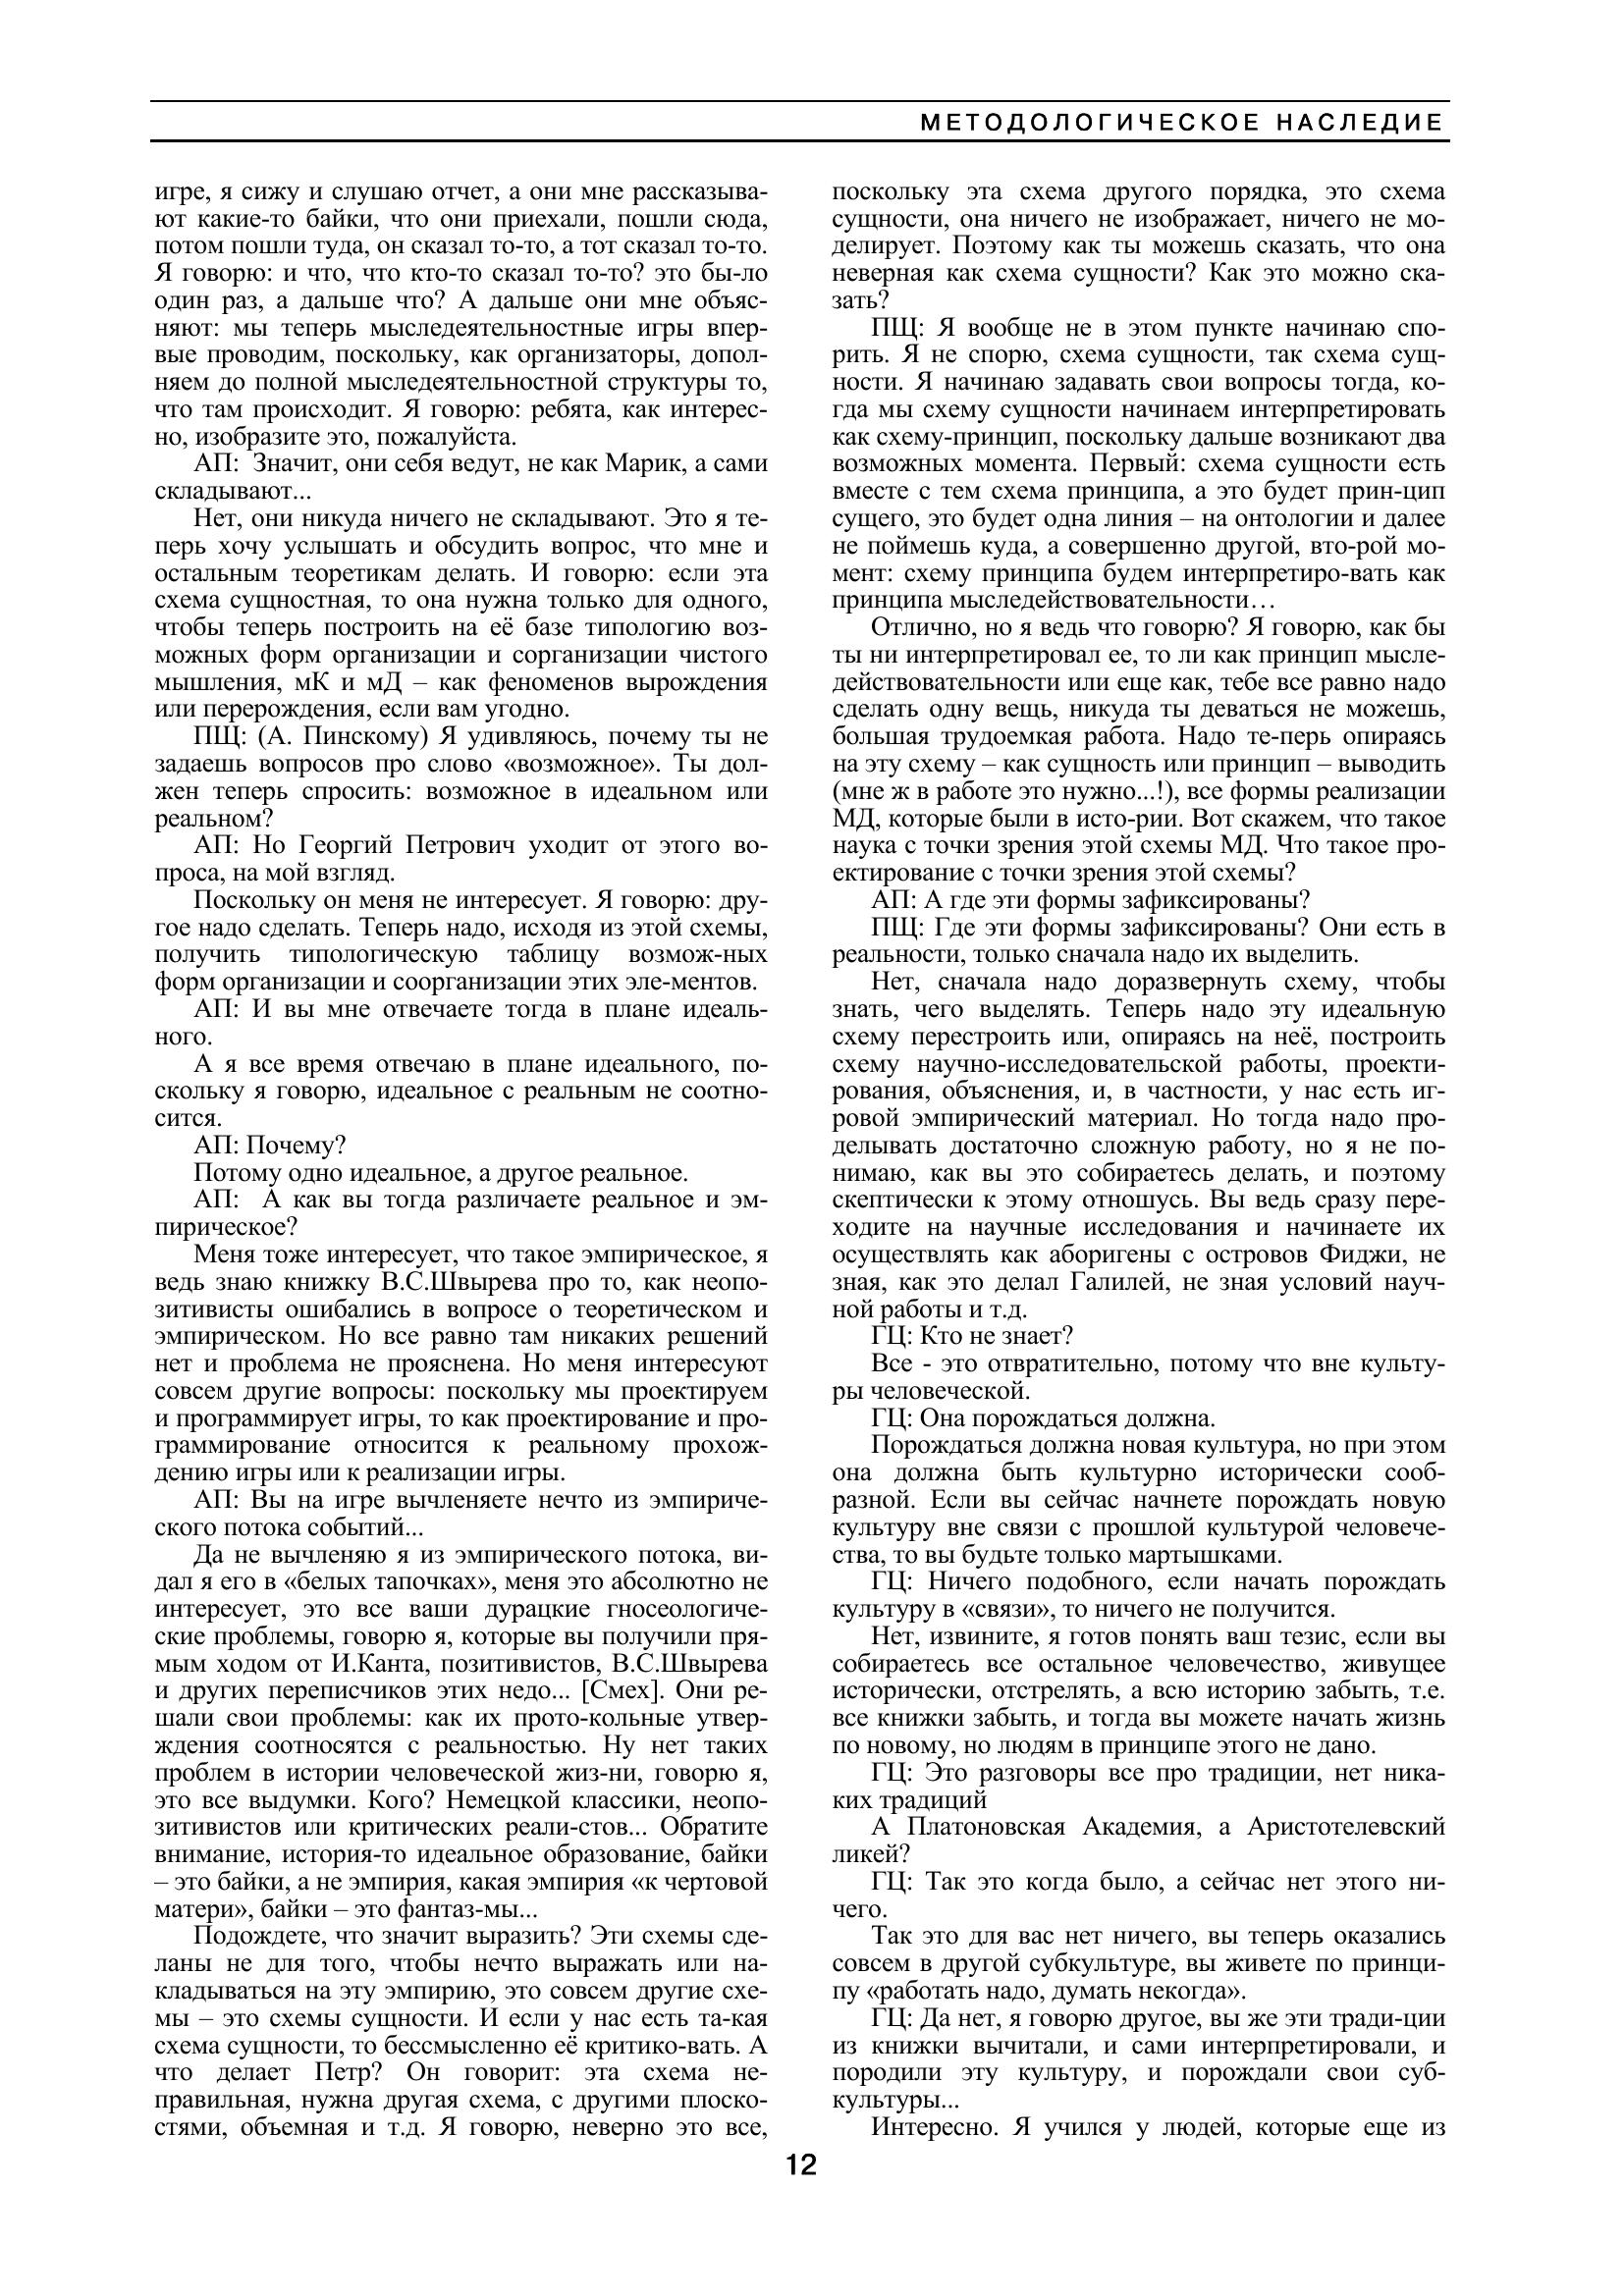 МЕТОДОЛОГИЧЕСКОЕ НАСЛЕДИЕ
игре, я сижу и слушаю отчет, а они мне рассказыва-
ют какие-то байки, что они приехали, пошли сюда,
потом пошли туда, он сказал то-то, а тот сказал то-то.
Я говорю: и что, что кто-то сказал то-то? это бы-ло
один раз, а дальше что? А дальше они мне объяс-
няют: мы теперь мыследеятельностные игры впер-
вые проводим, поскольку, как организаторы, допол-
няем до полной мыследеятельностной структуры то,
что там происходит. Я говорю: ребята, как интерес-
но, изобразите это, пожалуйста.
АП: Значит, они себя ведут, не как Марик, а сами
складывают...
Нет, они никуда ничего не складывают. Это я те-
перь хочу услышать и обсудить вопрос, что мне и
остальным теоретикам делать. И говорю: если эта
схема сущностная, то она нужна только для одного,
чтобы теперь построить на её базе типологию воз-
можных форм организации и сорганизации чистого
мышления, мК и мД – как феноменов вырождения
или перерождения, если вам угодно.
ПЩ: (А. Пинскому) Я удивляюсь, почему ты не
задаешь вопросов про слово «возможное». Ты дол-
жен теперь спросить: возможное в идеальном или
реальном?
АП: Но Георгий Петрович уходит от этого во-
проса, на мой взгляд.
Поскольку он меня не интересует. Я говорю: дру-
гое надо сделать. Теперь надо, исходя из этой схемы,
получить типологическую таблицу возмож-ных
форм организации и соорганизации этих эле-ментов.
АП: И вы мне отвечаете тогда в плане идеаль-
ного.
А я все время отвечаю в плане идеального, по-
скольку я говорю, идеальное с реальным не соотно-
сится.
АП: Почему?
Потому одно идеальное, а другое реальное.
АП: А как вы тогда различаете реальное и эм-
пирическое?
Меня тоже интересует, что такое эмпирическое, я
ведь знаю книжку В.С.Швырева про то, как неопо-
зитивисты ошибались в вопросе о теоретическом и
эмпирическом. Но все равно там никаких решений
нет и проблема не прояснена. Но меня интересуют
совсем другие вопросы: поскольку мы проектируем
и программирует игры, то как проектирование и про-
граммирование относится к реальному прохож-
дению игры или к реализации игры.
АП: Вы на игре вычленяете нечто из эмпириче-
ского потока событий...
Да не вычленяю я из эмпирического потока, ви-
дал я его в «белых тапочках», меня это абсолютно не
интересует, это все ваши дурацкие гносеологиче-
ские проблемы, говорю я, которые вы получили пря-
мым ходом от И.Канта, позитивистов, В.С.Швырева
и других переписчиков этих недо... [Смех]. Они ре-
шали свои проблемы: как их прото-кольные утвер-
ждения соотносятся с реальностью. Ну нет таких
проблем в истории человеческой жиз-ни, говорю я,
это все выдумки. Кого? Немецкой классики, неопо-
зитивистов или критических реали-стов... Обратите
внимание, история-то идеальное образование, байки
– это байки, а не эмпирия, какая эмпирия «к чертовой
матери», байки – это фантаз-мы...
Подождите, что значит выразить? Эти схемы сде-
ланы не для того, чтобы нечто выражать или на-
кладываться на эту эмпирию, это совсем другие схе-
мы – это схемы сущности. И если у нас есть та-кая
схема сущности, то бессмысленно её критико-вать. А
что делает Петр? Он говорит: эта схема не-
правильная, нужна другая схема, с другими плоско-
стями, объемная и т.д. Я говорю, неверно это все,
поскольку эта схема другого порядка, это схема
сущности, она ничего не изображает, ничего не мо-
делирует. Поэтому как ты можешь сказать, что она
неверная как схема сущности? Как это можно ска-
зать?
ПЩ: Я вообще не в этом пункте начинаю спо-
рить. Я не спорю, схема сущности, так схема сущ-
ности. Я начинаю задавать свои вопросы тогда, ко-
гда мы схему сущности начинаем интерпретировать
как схему-принцип, поскольку дальше возникают два
возможных момента. Первый: схема сущности есть
вместе с тем схема принципа, а это будет прин-цип
сущего, это будет одна линия – на онтологии и далее
не поймешь куда, а совершенно другой, вто-рой мо-
мент: схему принципа будем интерпретиро-вать как
принципа мыследействовательности…
Отлично, но я ведь что говорю? Я говорю, как бы
ты ни интерпретировал ее, то ли как принцип мысле-
действовательности или еще как, тебе все равно надо
сделать одну вещь, никуда ты деваться не можешь,
большая трудоемкая работа. Надо те-перь опираясь
на эту схему – как сущность или принцип – выводить
(мне ж в работе это нужно...!), все формы реализации
МД, которые были в исто-рии. Вот скажем, что такое
наука с точки зрения этой схемы МД. Что такое про-
ектирование с точки зрения этой схемы?
АП: А где эти формы зафиксированы?
ПЩ: Где эти формы зафиксированы? Они есть в
реальности, только сначала надо их выделить.
Нет, сначала надо доразвернуть схему, чтобы
знать, чего выделять. Теперь надо эту идеальную
схему перестроить или, опираясь на неё, построить
схему научно-исследовательской работы, проекти-
рования, объяснения, и, в частности, у нас есть иг-
ровой эмпирический материал. Но тогда надо про-
делывать достаточно сложную работу, но я не по-
нимаю, как вы это собираетесь делать, и поэтому
скептически к этому отношусь. Вы ведь сразу пере-
ходите на научные исследования и начинаете их
осуществлять как аборигены с островов Фиджи, не
зная, как это делал Галилей, не зная условий науч-
ной работы и т.д.
ГЦ: Кто не знает?
Все - это отвратительно, потому что вне культу-
ры человеческой.
ГЦ: Она порождаться должна.
Порождаться должна новая культура, но при этом
она должна быть культурно исторически сооб-
разной. Если вы сейчас начнете порождать новую
культуру вне связи с прошлой культурой человече-
ства, то вы будьте только мартышками.
ГЦ: Ничего подобного, если начать порождать
культуру в «связи», то ничего не получится.
Нет, извините, я готов понять ваш тезис, если вы
собираетесь все остальное человечество, живущее
исторически, отстрелять, а всю историю забыть, т.е.
все книжки забыть, и тогда вы можете начать жизнь
по новому, но людям в принципе этого не дано.
ГЦ: Это разговоры все про традиции, нет ника-
ких традиций
А Платоновская Академия, а Аристотелевский
ликей?
ГЦ: Так это когда было, а сейчас нет этого ни-
чего.
Так это для вас нет ничего, вы теперь оказались
совсем в другой субкультуре, вы живете по принци-
пу «работать надо, думать некогда».
ГЦ: Да нет, я говорю другое, вы же эти тради-ции
из книжки вычитали, и сами интерпретировали, и
породили эту культуру, и порождали свои суб-
культуры...
Интересно. Я учился у людей, которые еще из
12